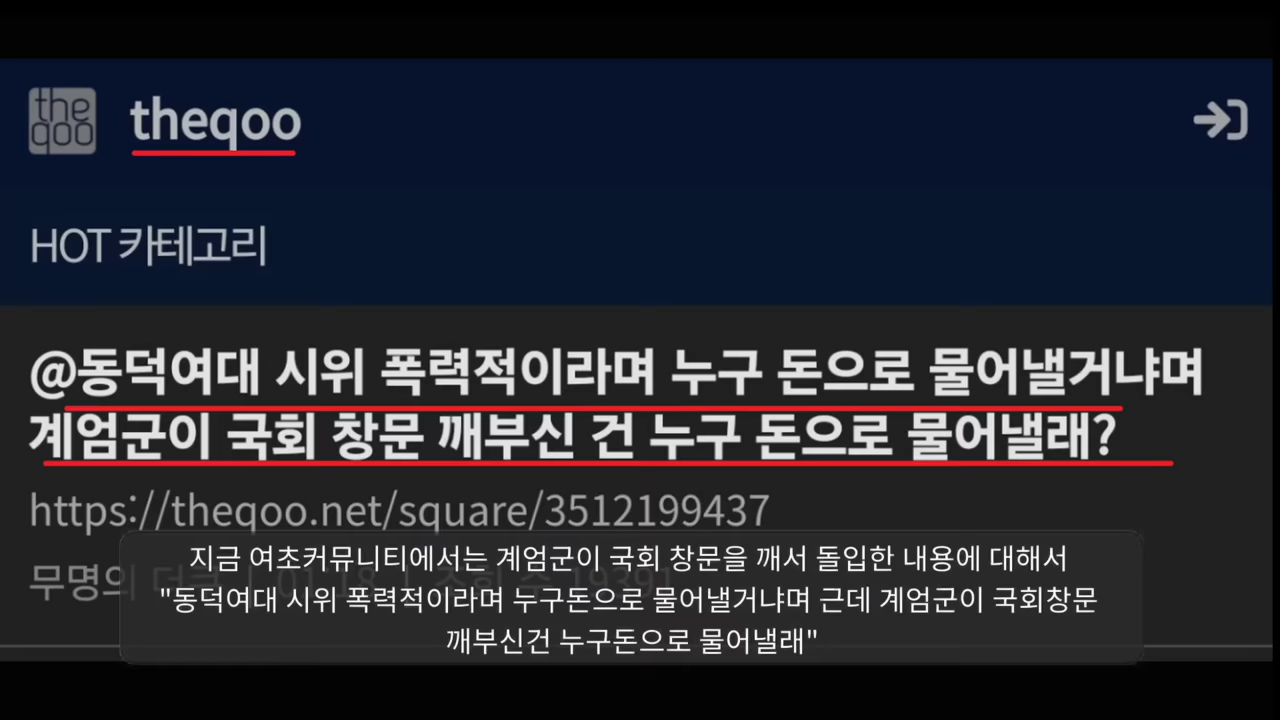 the
qoo
theqoo
HOT 카테고리
@동덕여대 시위 폭력적이라며 누구 돈으로 물어낼거냐며
계엄군이 국회 창문 깨부신 건 누구 돈으로 물어낼래?
https://theqoo.net/square/3512199437
무명의
지금 여초커뮤니티에서는 계엄군이 국회 창문을 깨서 돌입한 내용에 대해서
"동덕여대 시위 폭력적이라며 누구돈으로 물어낼거냐며 근데 계엄군이 국회창문
깨부신건 누구돈으로 물어낼래"